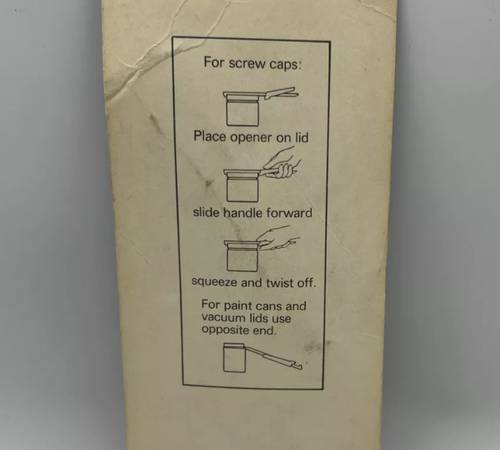 For screw caps:
Place opener on lid
slide handle forward
squeeze and twist off.
For paint cans and
vacuum lids use
opposite end.